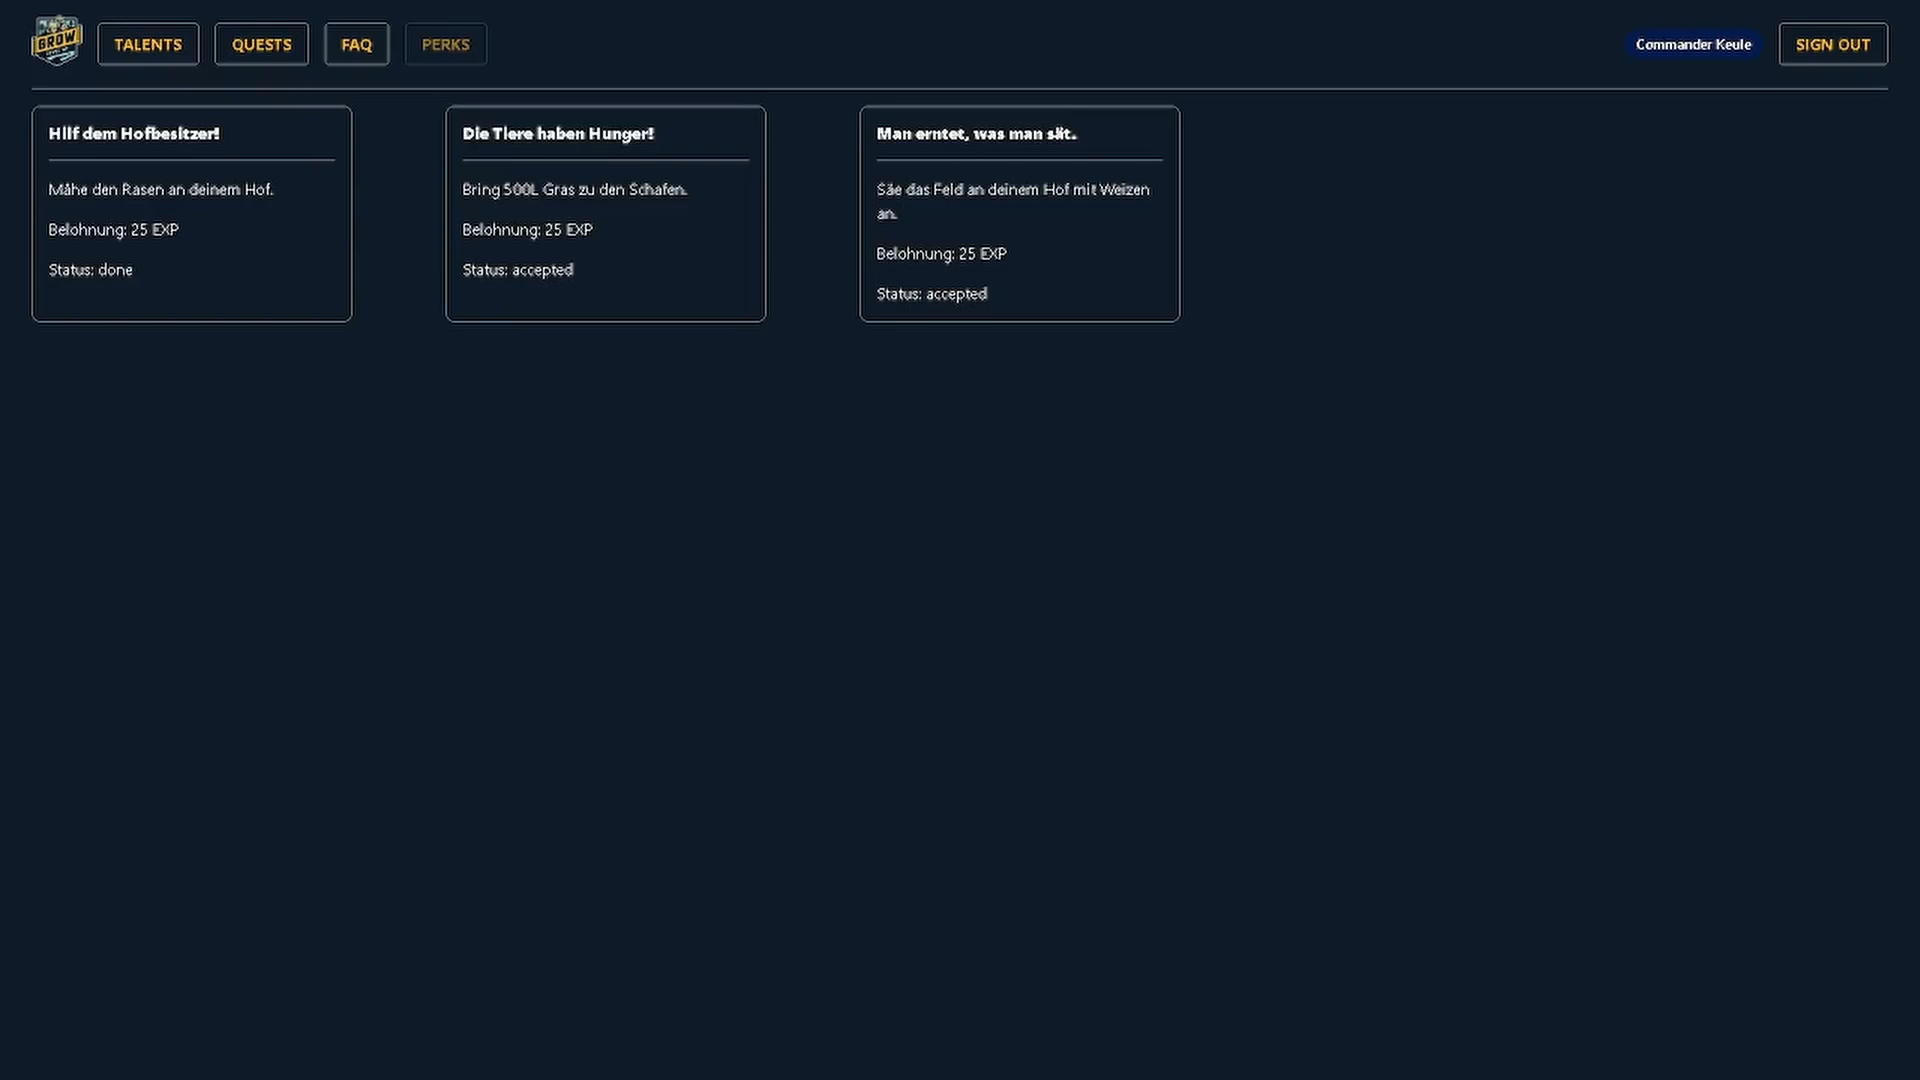 GROW
TALENTS
QUESTS
FAQ
PERKS
Commander Keule
SIGN OUT
Hilf dem Hofbesitzer!
Mähe den Rasen an deinem Hof.
Belohnung: 25 EXP
Status: done
Die Tiere haben Hunger!
Bring 500L Gras zu den Schafen.
Belohnung: 25 EXP
Status: accepted
Man erntet, was man sät.
Säe das Feld an deinem Hof mit Weizen
an.
Belohnung: 25 EXP
Status: accepted